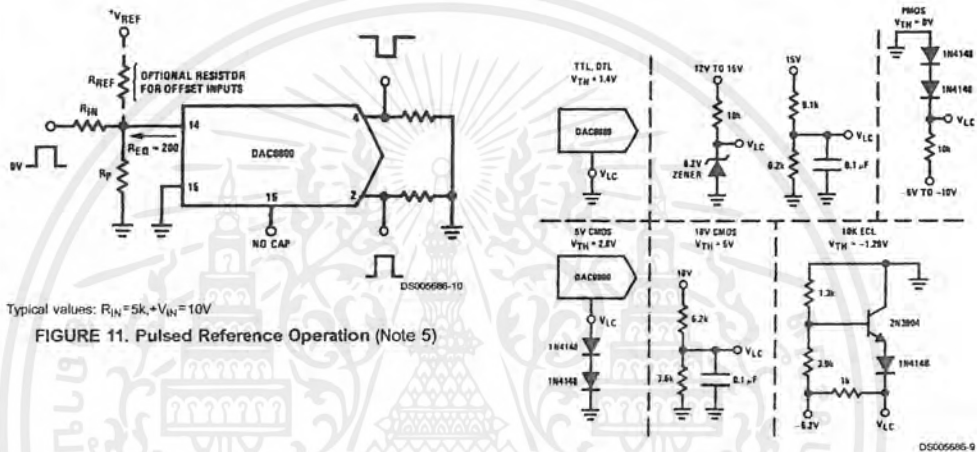 +VREF
RREF
OPTIONAL RESISTOR
FOR OFFSET INPUTS
RIN
0V
REQ ~ 200
RP
14
15
16
4
2
DAC0800
NO CAP
DS005686-10
Typical values: RIN=5k,+VIN=10V
FIGURE 11. Pulsed Reference Operation (Note 5)
TTL, DTL
VTH = 1.4V
VLC
12V TO 15V
10k
VLC
6.2V
ZENER
15V
9.1k
VLC
6.2k
0.1 µF
PMOS
VTH = 0V
1N4148
1N4148
VLC
10k
-5V TO -10V
5V CMOS
VTH = 2.8V
VLC
1N4148
1N4148
10V CMOS
VTH = 5V
10V
6.2k
VLC
3.6k
0.1 µF
10K ECL
VTH = -1.29V
1.3k
2N3904
3.9k
1N4148
1k
-5.2V
VLC
DS005686-9